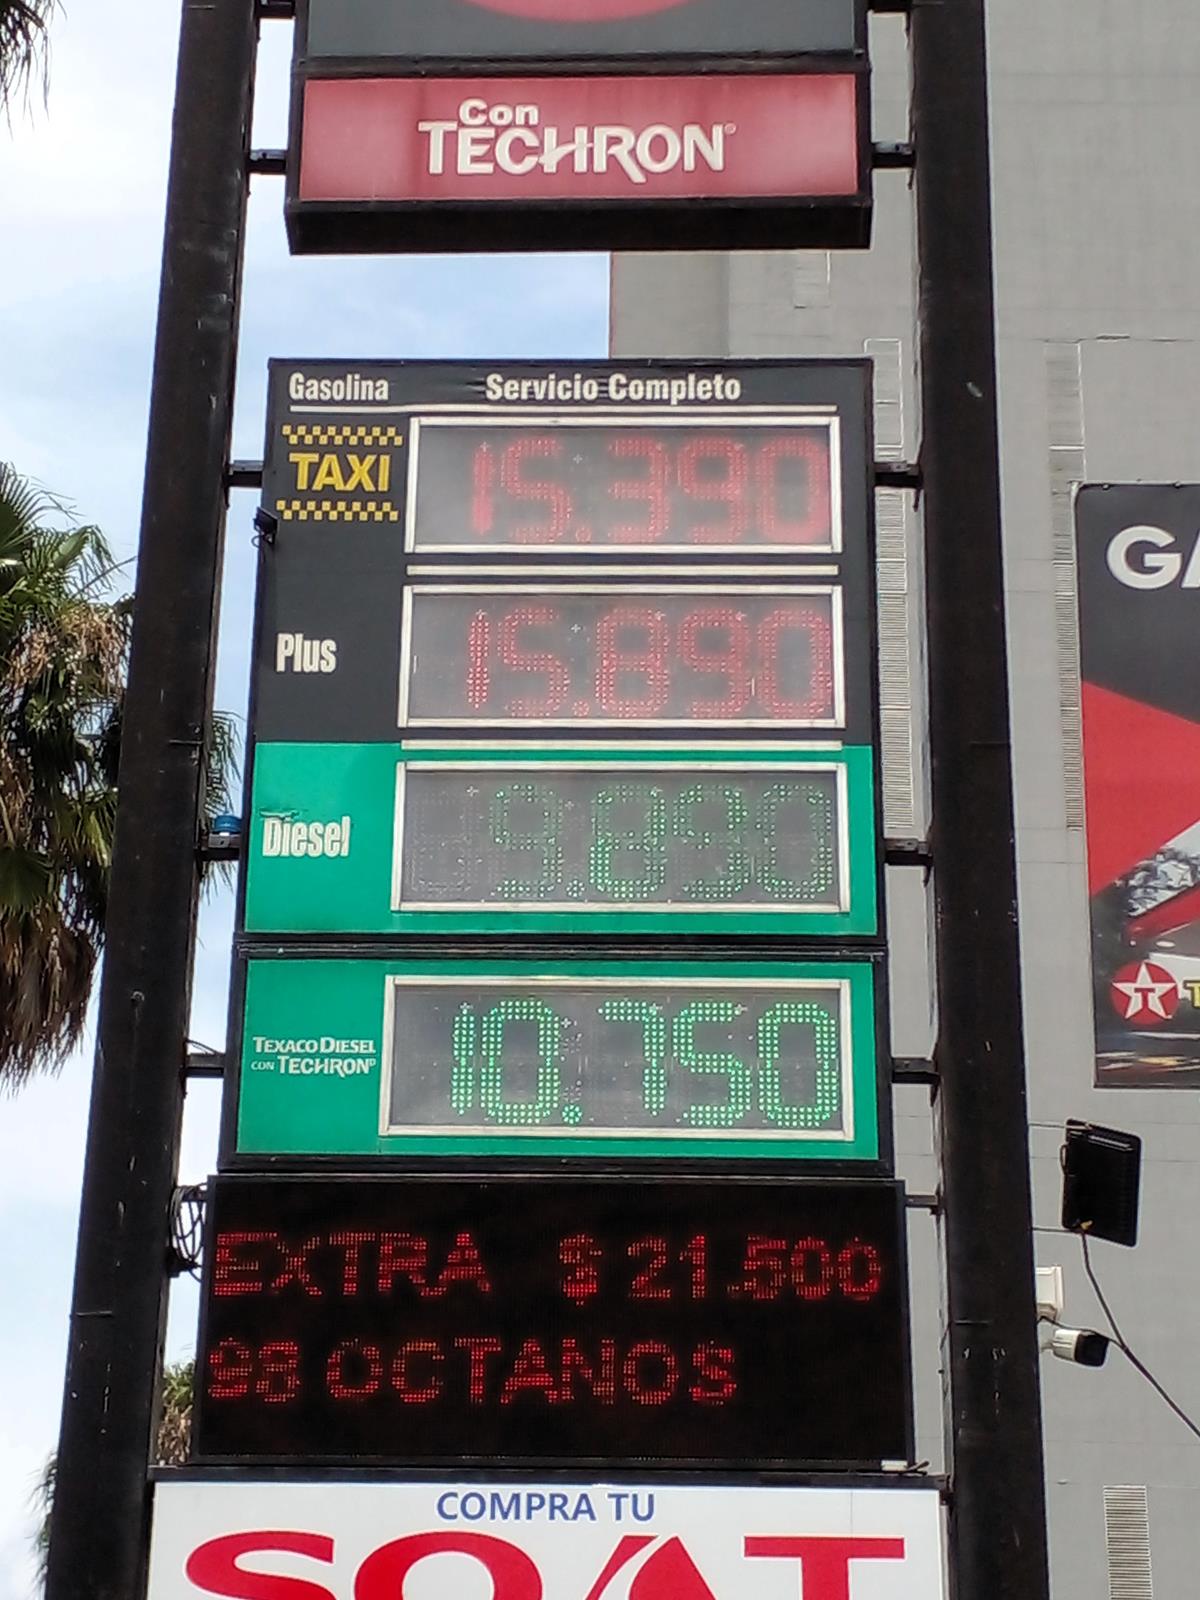 Con
TECHRON
Gasolina Servicio Completo
TAXI 15.390
Plus 15.890
Diesel 9.890
TEXACO DIESEL
CON TECHRON D
10.750
EXTRA $ 21.500
98 OCTANOS
COMPRA TU
SOAT
GA
T